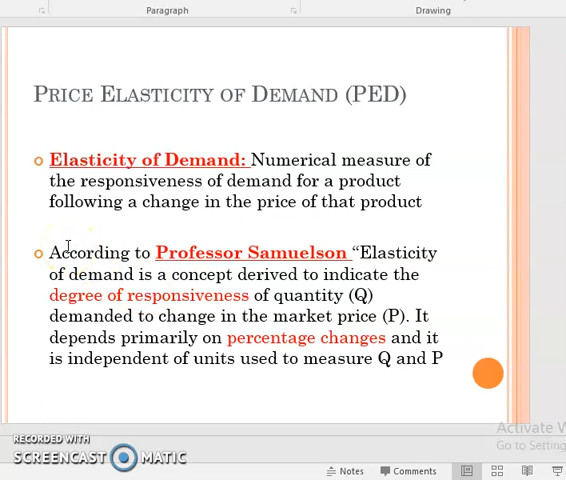 Paragraph
Drawing
PRICE ELASTICITY OF DEMAND (PED)
Elasticity of Demand: Numerical measure of
the responsiveness of demand for a product
following a change in the price of that product
According to Professor Samuelson “Elasticity
of demand is a concept derived to indicate the
degree of responsiveness of quantity (Q)
demanded to change in the market price (P). It
depends primarily on percentage changes and it
is independent of units used to measure Q and P
Activate W
Go to Setting
RECORDED WITH
SCREENCAST MATIC
Notes
Comments